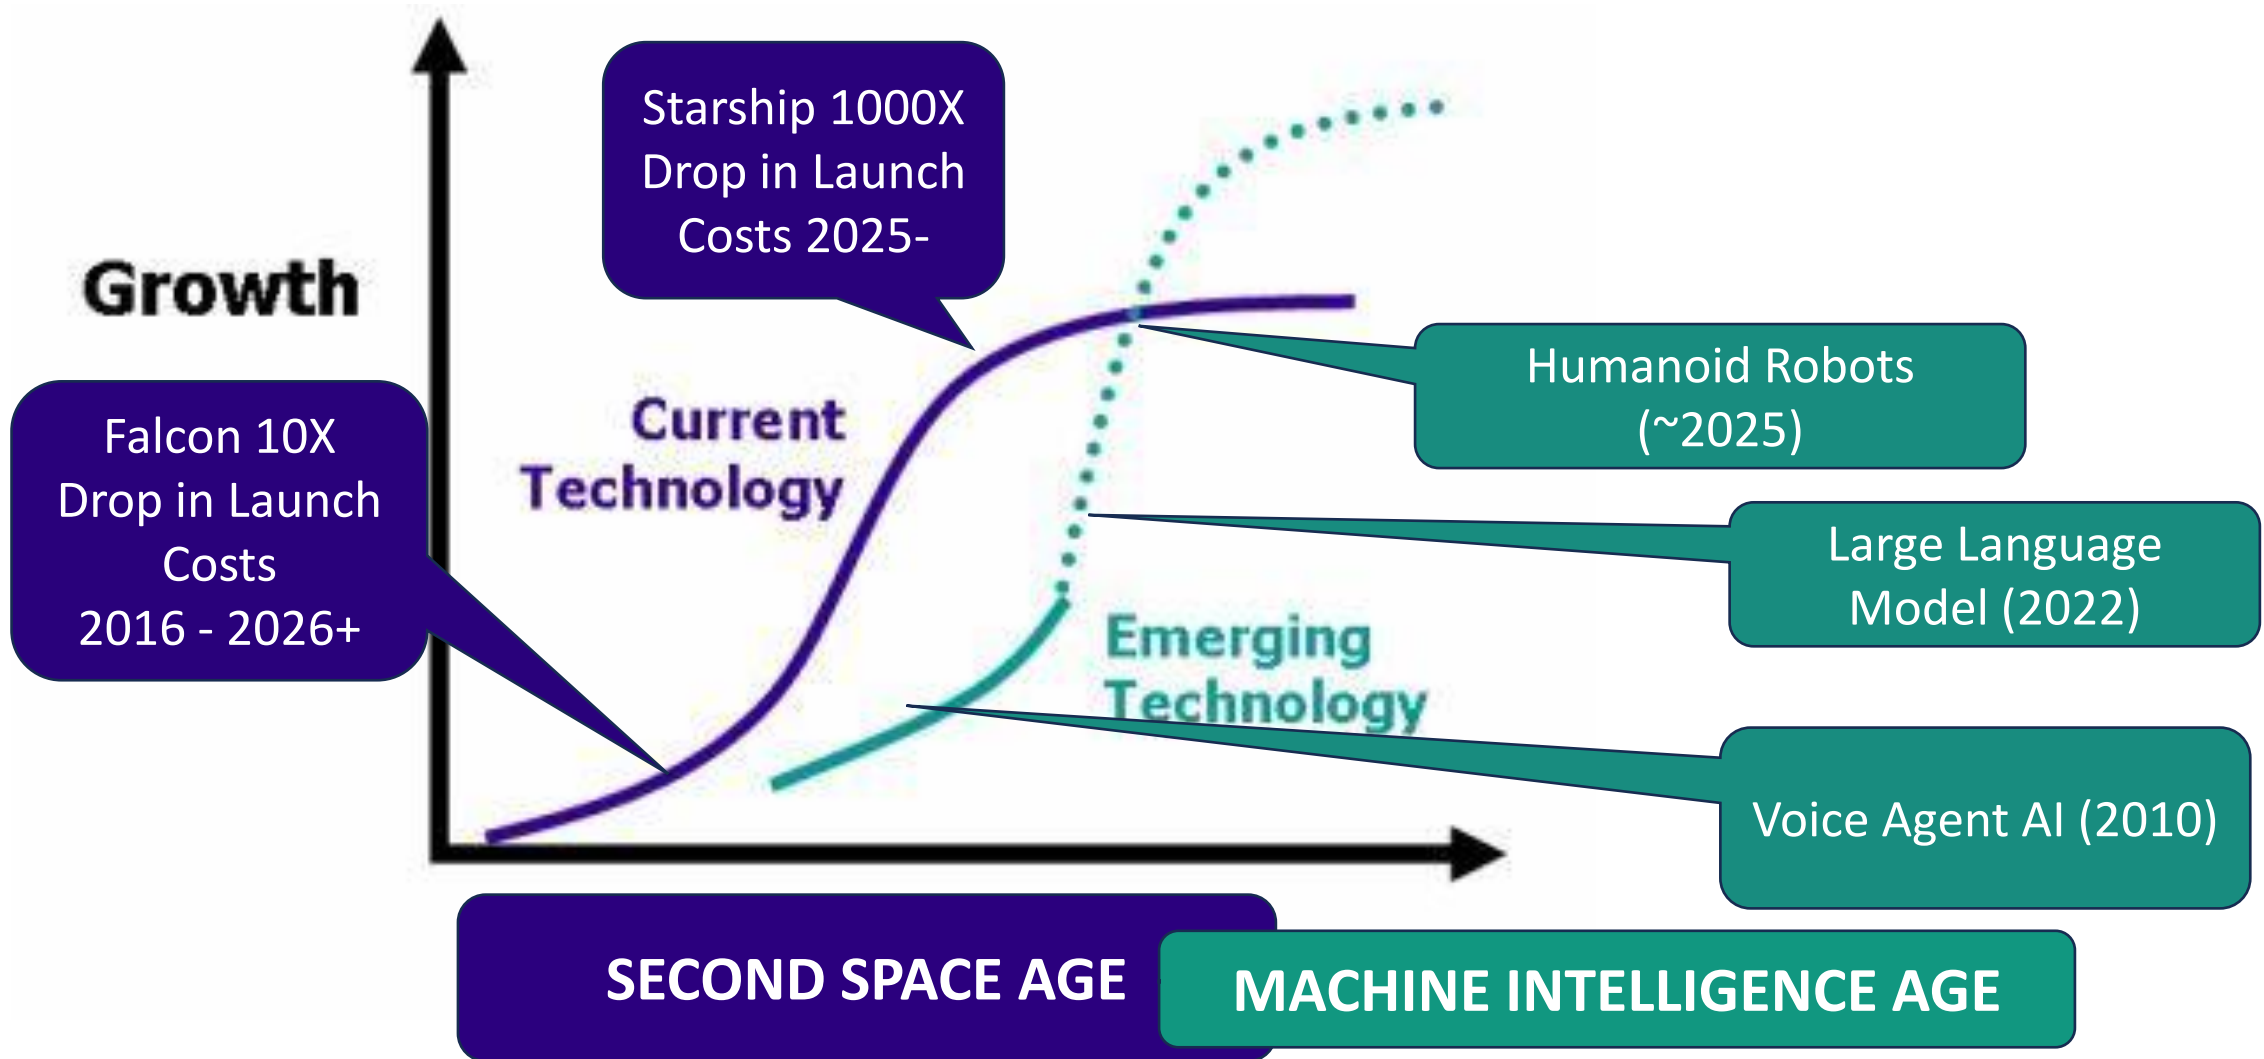 Starship 1000X
Drop in Launch
Costs 2025-
Growth
Falcon 10X
Drop in Launch
Costs
2016 - 2026+
Current
Technology
Humanoid Robots
(~2025)
Large Language
Model (2022)
Emerging
Technology
Voice Agent AI (2010)
SECOND SPACE AGE
MACHINE INTELLIGENCE AGE